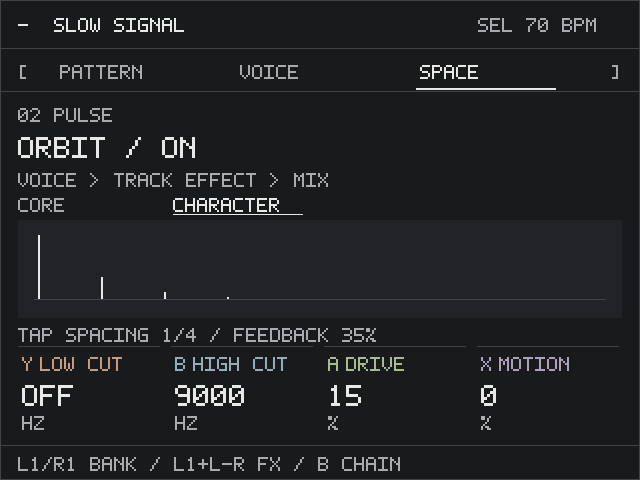 – SLOW SIGNAL SEL 70 BPM
[ PATTERN VOICE SPACE ]
02 PULSE
ORBIT / ON
VOICE > TRACK EFFECT > MIX
CORE CHARACTER
TAP SPACING 1/4 / FEEDBACK 35%
Y LOW CUT B HIGH CUT A DRIVE X MOTION
OFF 9000 15 0
HZ HZ % %
L1/R1 BANK / L1+L-R FX / B CHAIN